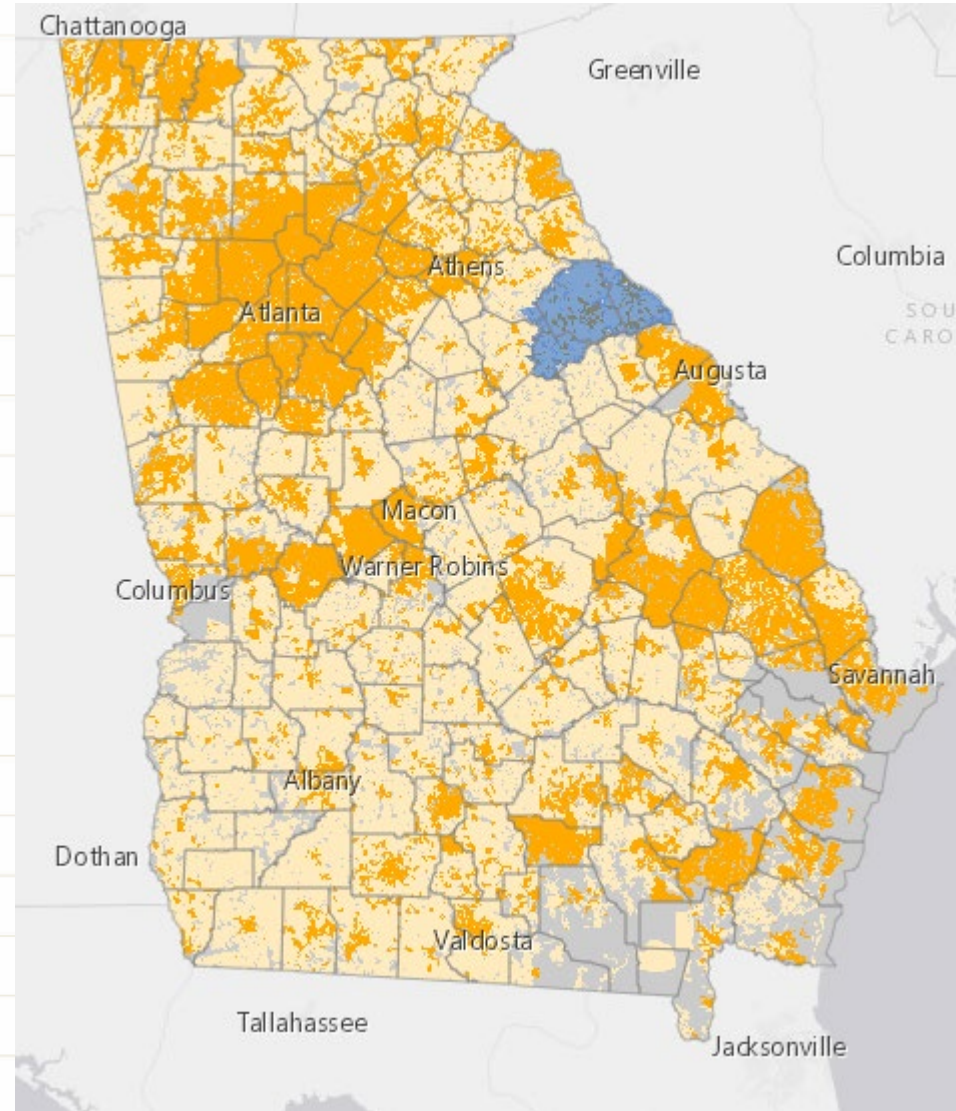 Chattanooga
Greenville
Columbia
Athens
SOU
Atlanta
CARO
Augusta
Macon
Warner Robins
Columbus
Savannah
Albany
Dothan
Valdosta
Tallahassee
Jacksonville